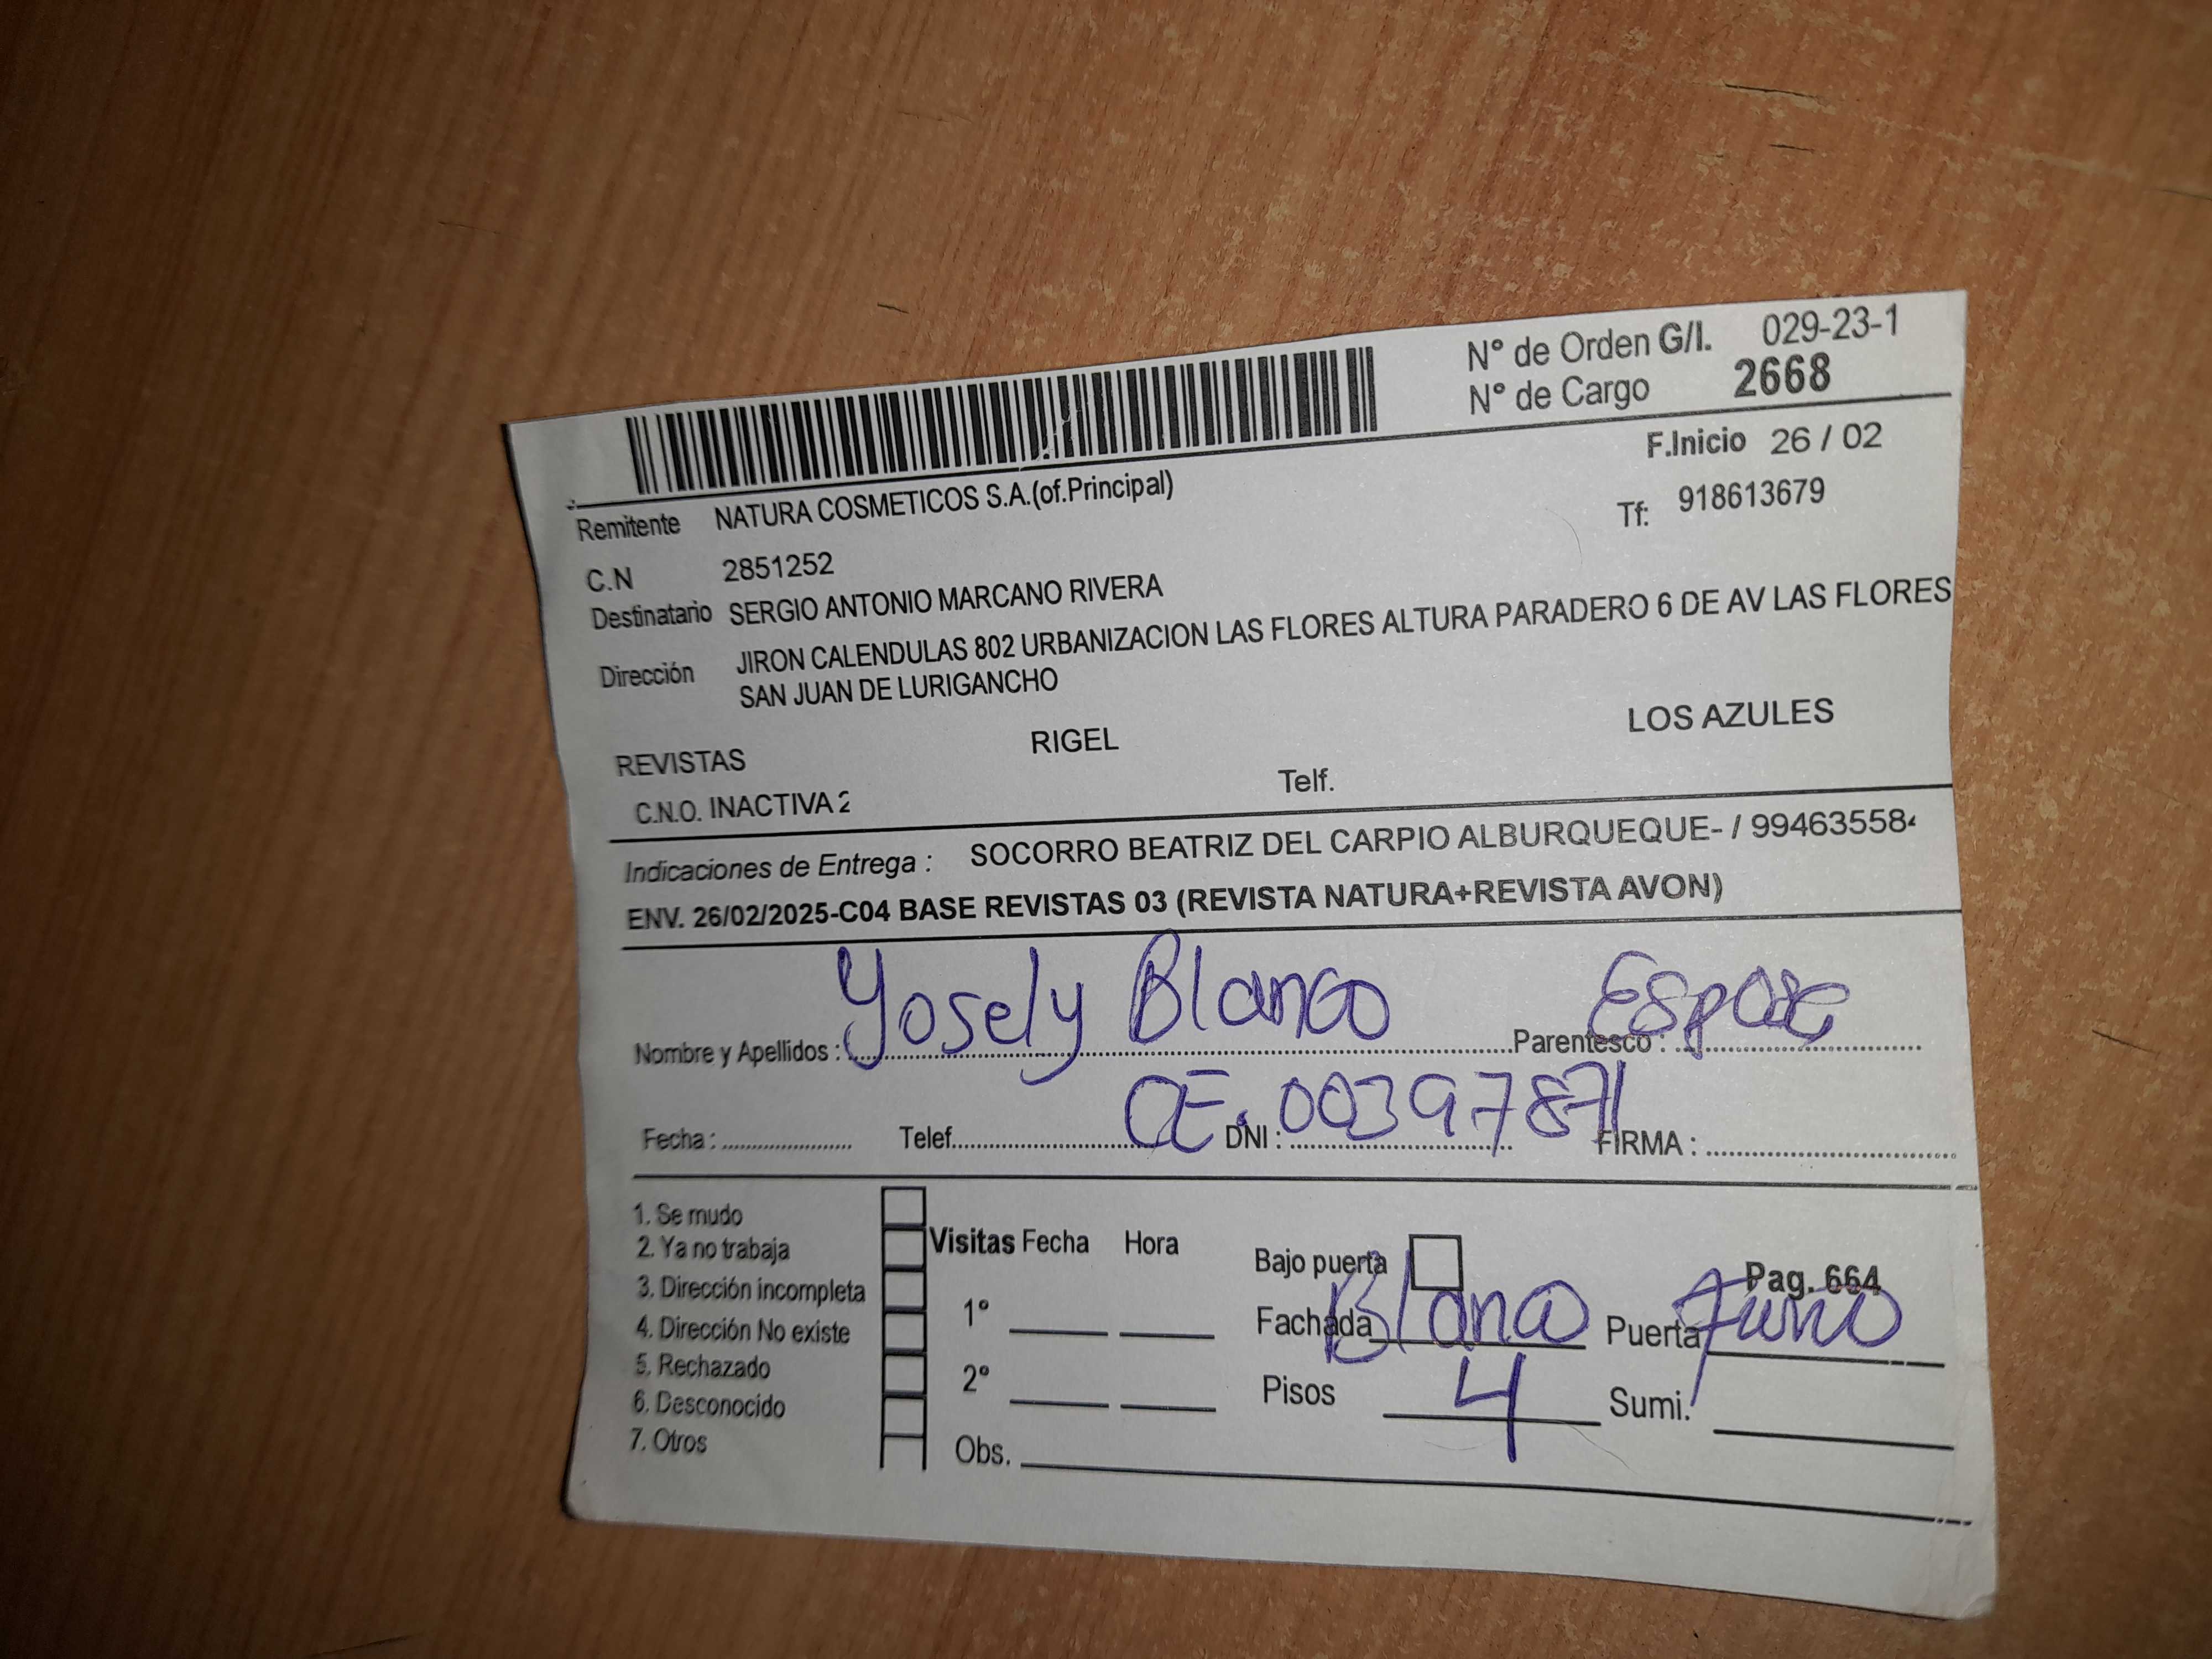 N° de Orden G/I. 029-23-1
N° de Cargo 2668
F.Inicio 26 / 02
Remitente NATURA COSMETICOS S.A.(of.Principal)
Tf: 918613679
C.N 2851252
Destinatario SERGIO ANTONIO MARCANO RIVERA
Dirección JIRON CALENDULAS 802 URBANIZACION LAS FLORES ALTURA PARADERO 6 DE AV LAS FLORES
SAN JUAN DE LURIGANCHO
REVISTAS RIGEL LOS AZULES
C.N.O. INACTIVA 2 Telf.
Indicaciones de Entrega : SOCORRO BEATRIZ DEL CARPIO ALBURQUEQUE- / 99463558
ENV. 26/02/2025-C04 BASE REVISTAS 03 (REVISTA NATURA+REVISTA AVON)
Nombre y Apellidos : Yosely Blanco Parentesco : Esposa
Fecha : Telef. CE. DNI : 00397871 FIRMA :
1. Se mudo
2. Ya no trabaja
3. Dirección incompleta
4. Dirección No existe
5. Rechazado
6. Desconocido
7. Otros
Visitas Fecha Hora
1°
2°
Obs.
Bajo puerta Pag. 664
Fachada Blanco Puerta
Pisos 4 Sumi.